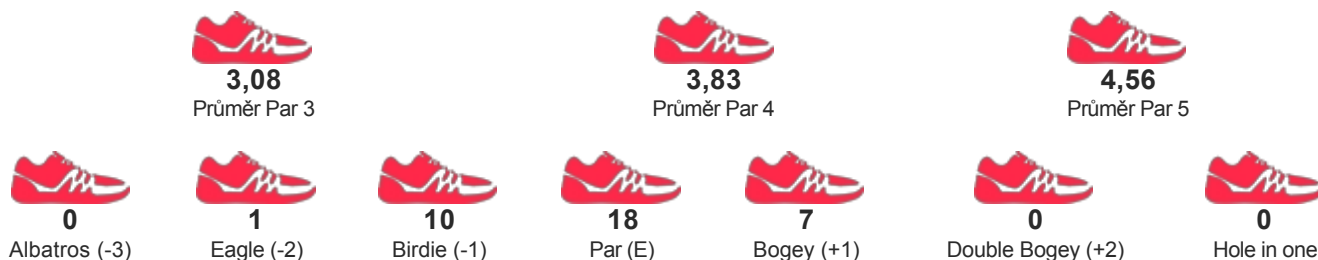 3,08
Průměr Par 3
3,83
Průměr Par 4
4,56
Průměr Par 5
0
Albatros (-3)
1
Eagle (-2)
10
Birdie (-1)
18
Par (E)
7
Bogey (+1)
0
Double Bogey (+2)
0
Hole in one